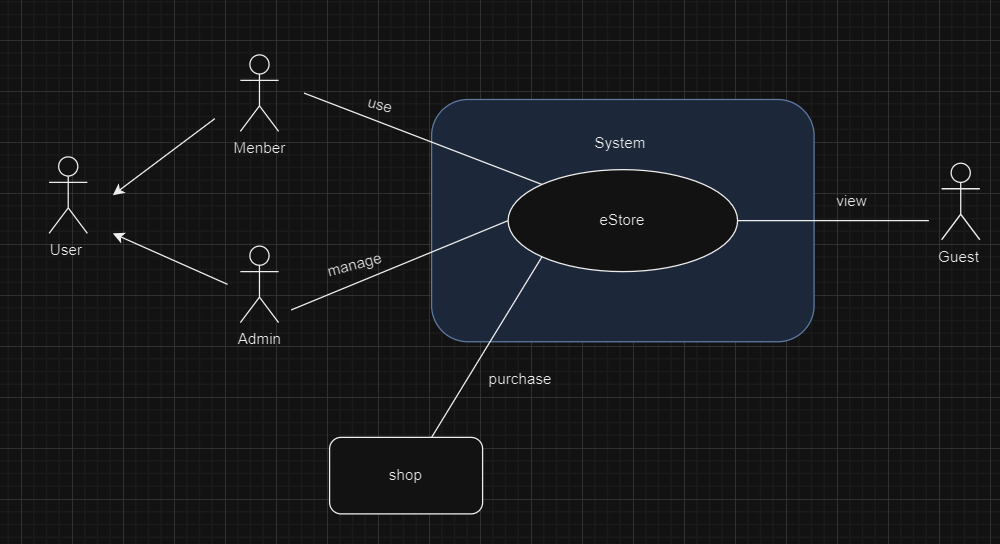 use
Menber
System
User
eStore
view
Guest
manage
Admin
purchase
shop